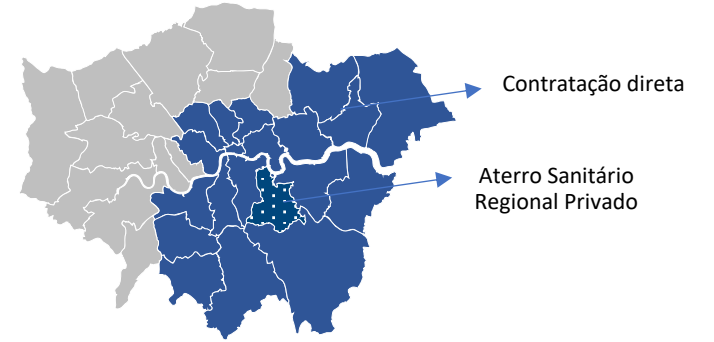 Contratação direta
Aterro Sanitário
Regional Privado